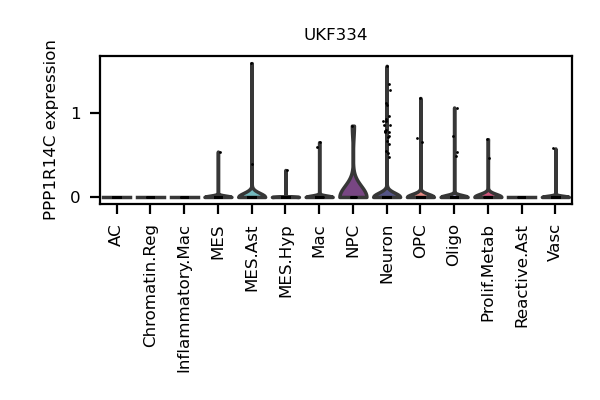 UKF334
PPP1R14C expression
1
0
AC
Chromatin.Reg
Inflammatory.Mac
MES
MES.Ast
MES.Hyp
Mac
NPC
Neuron
OPC
Oligo
Prolif.Metab
Reactive.Ast
Vasc